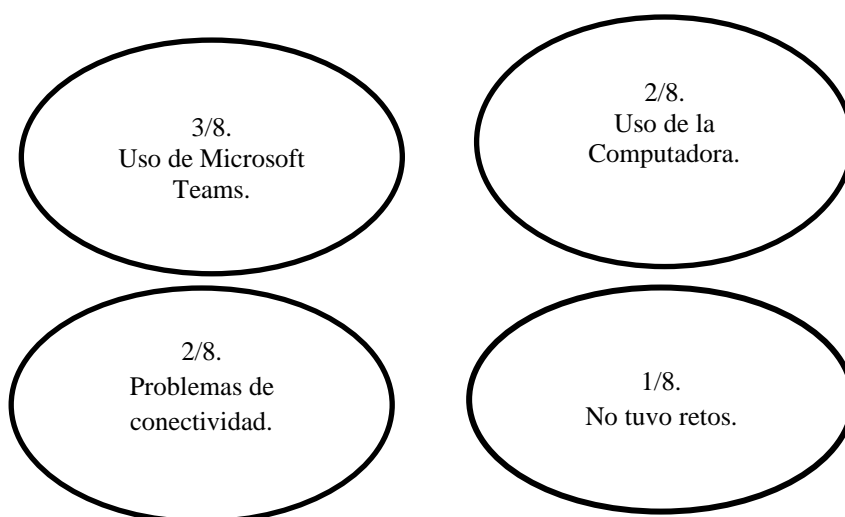 3/8.
Uso de Microsoft
Teams.
2/8.
Uso de la
Computadora.
2/8.
Problemas de
conectividad.
1/8.
No tuvo retos.